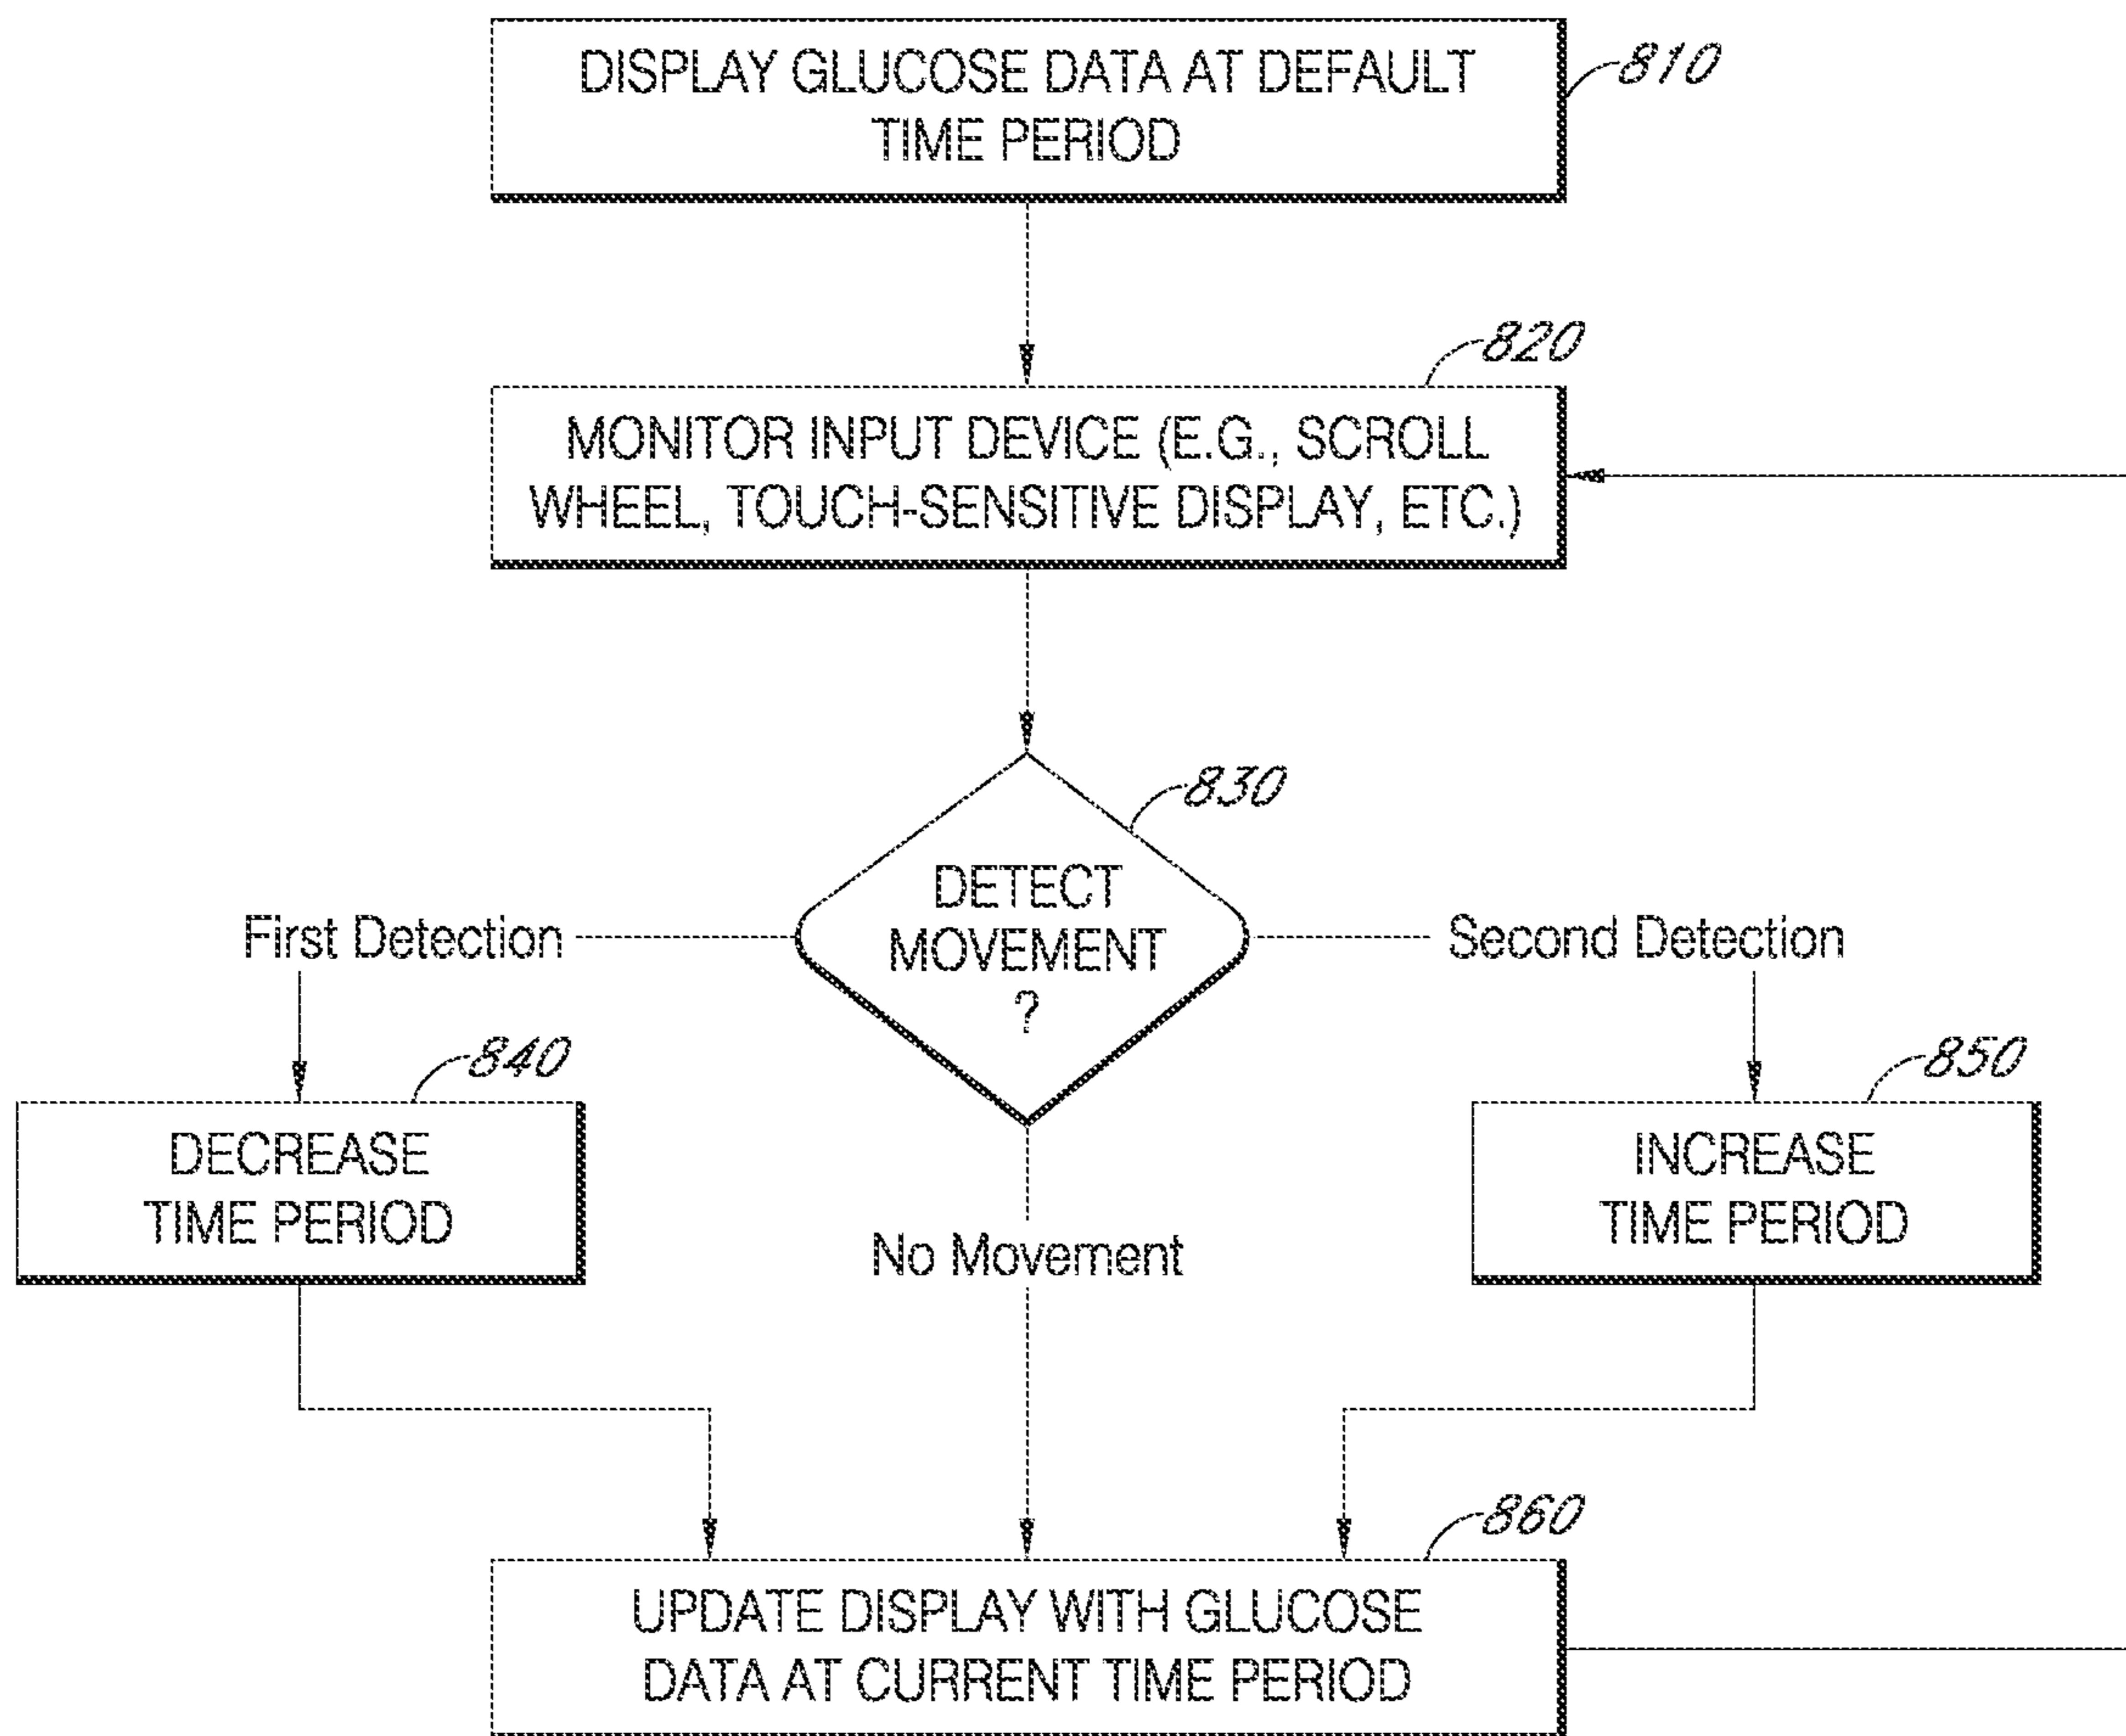 DISPLAY GLUCOSE DATA AT DEFAULT
TIME PERIOD
810
820
MONITOR INPUT DEVICE (E.G., SCROLL
WHEEL, TOUCH-SENSITIVE DISPLAY, ETC.)
830
DETECT
MOVEMENT
?
First Detection
Second Detection
840
850
DECREASE
TIME PERIOD
INCREASE
TIME PERIOD
No Movement
860
UPDATE DISPLAY WITH GLUCOSE
DATA AT CURRENT TIME PERIOD